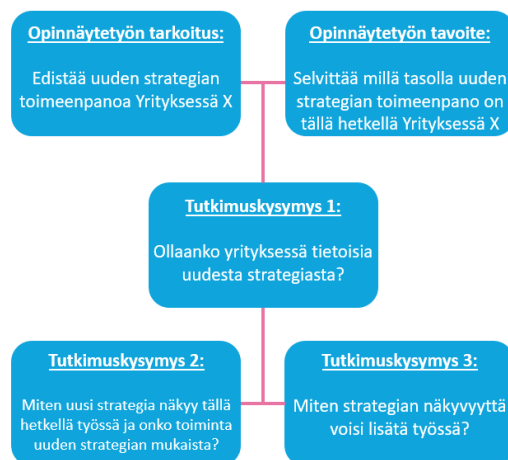 Opinnäytetyön tarkoitus:
Edistää uuden strategian
toimeenpanoa Yrityksessä X
Opinnäytetyön tavoite:
Selvittää millä tasolla uuden
strategian toimeenpano on
tällä hetkellä Yrityksessä X
Tutkimuskysymys 1:
Ollaanko yrityksessä tietoisia
uudesta strategiasta?
Tutkimuskysymys 2:
Miten uusi strategia näkyy tällä
hetkellä työssä ja onko toiminta
uuden strategian mukaista?
Tutkimuskysymys 3:
Miten strategian näkyvyyttä
voisi lisätä työssä?